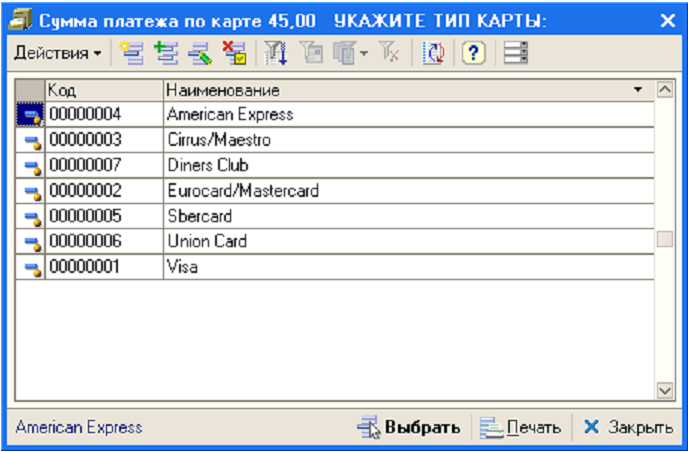 Сумма платежа по карте 45,00 УКАЖИТЕ ТИП КАРТЫ:
Действия
Код Наименование
00000004 American Express
00000003 Cirrus/Maestro
00000007 Diners Club
00000002 Eurocard/Mastercard
00000005 Sbercard
00000006 Union Card
00000001 Visa
American Express Выбрать Печать Закрыть